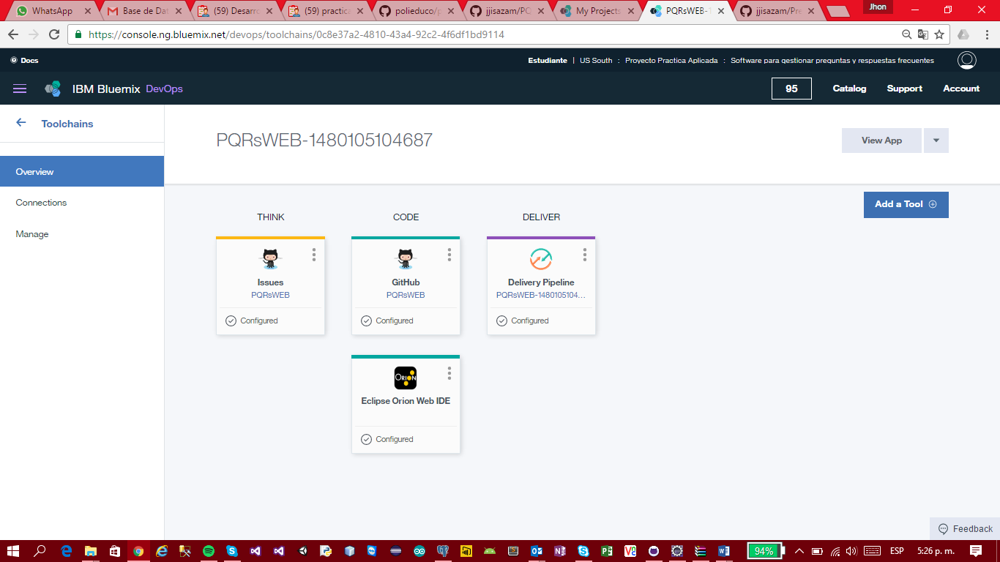 WhatsApp
Base de Dat
(59) Desarro
(59) practica
polieduco/p
jjisazam/PQ
My Projects
PQRsWEB-1
jjisazam/Pre
Jhon
https://console.ng.bluemix.net/devops/toolchains/0c8e37a2-4810-43a4-92c2-4f6df1bd9114
Docs
Estudiante | US South : Proyecto Practica Aplicada : Software para gestionar preguntas y respuestas frecuentes
IBM Bluemix DevOps
95
Catalog
Support
Account
Toolchains
Overview
Connections
Manage
PQRsWEB-1480105104687
View App
Add a Tool
THINK
CODE
DELIVER
Issues
PQRsWEB
Configured
GitHub
PQRsWEB
Configured
Delivery Pipeline
PQRsWEB-1480105104...
Configured
ORION
Eclipse Orion Web IDE
Configured
Feedback
94%
ESP
5:26 p. m.